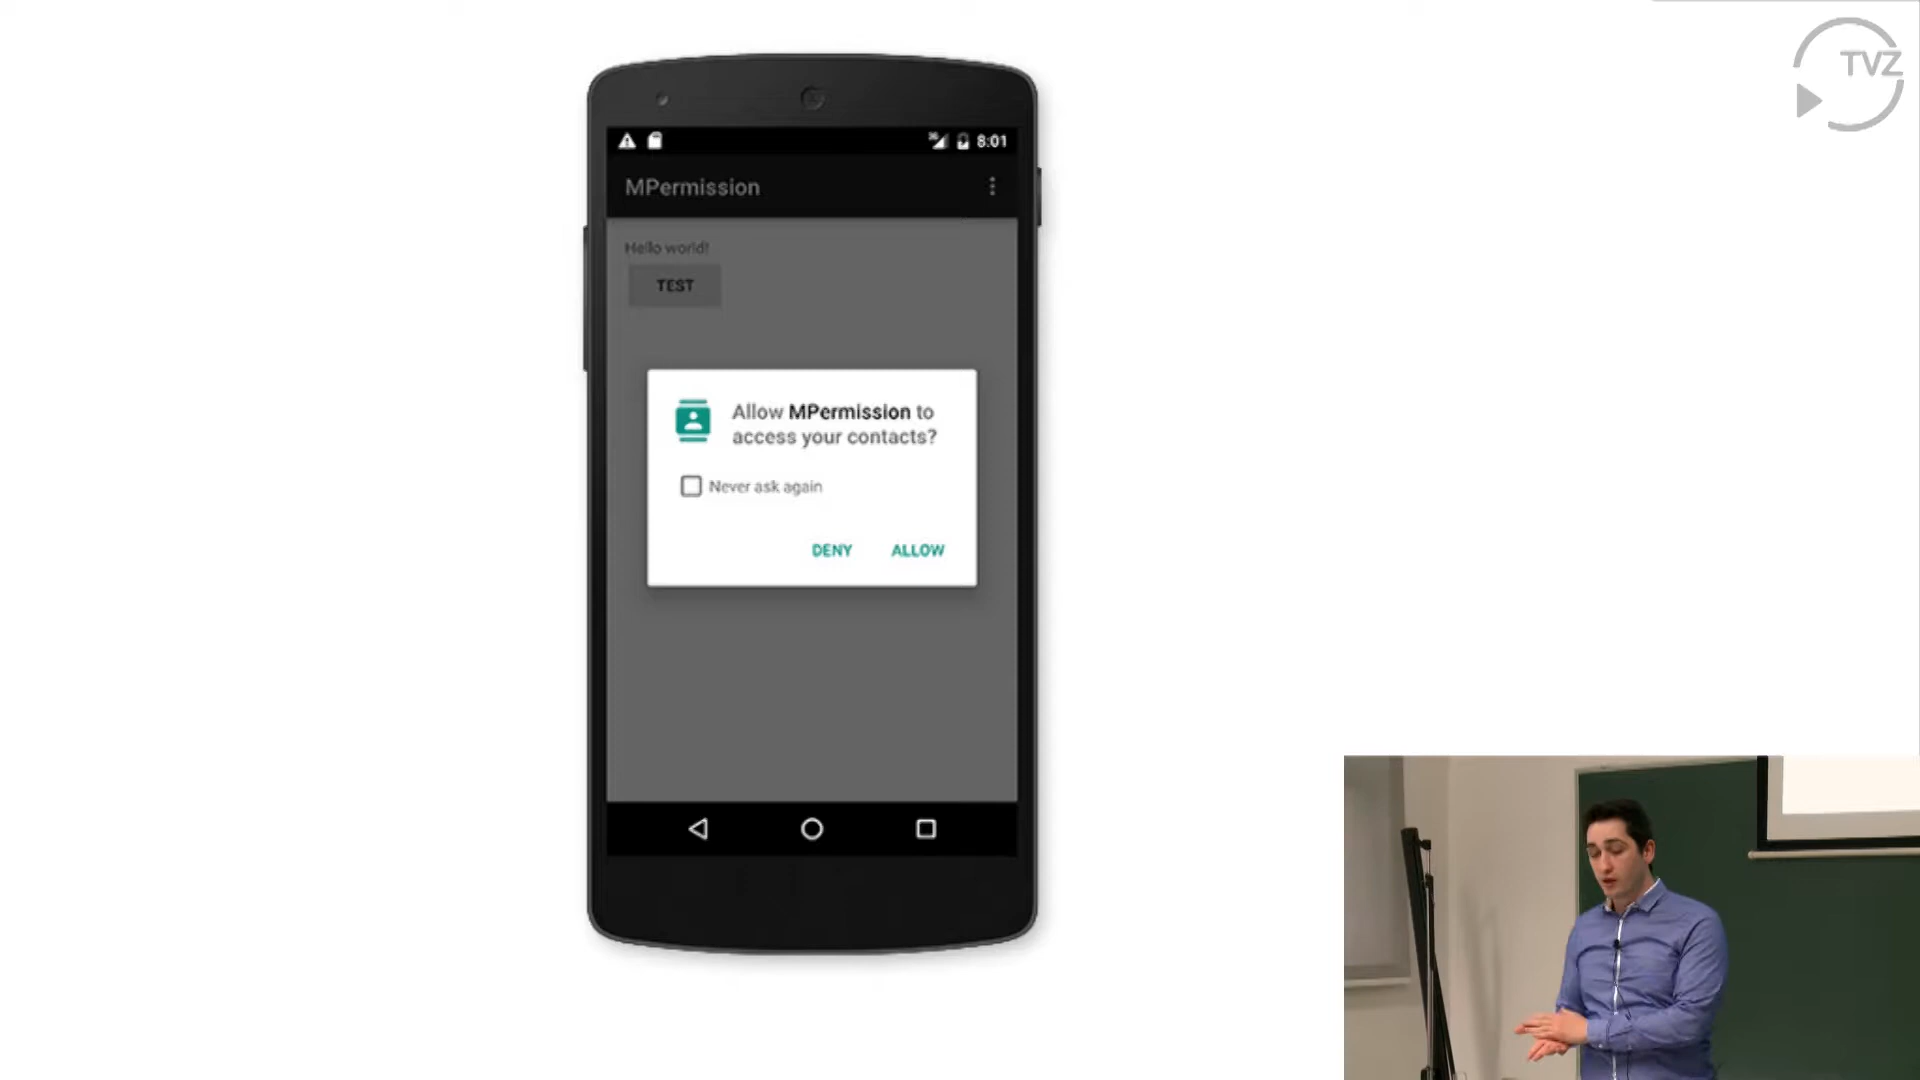 TVZ
8:01
MPermission
Hello world!
TEST
Allow MPermission to
access your contacts?
Never ask again
DENY ALLOW